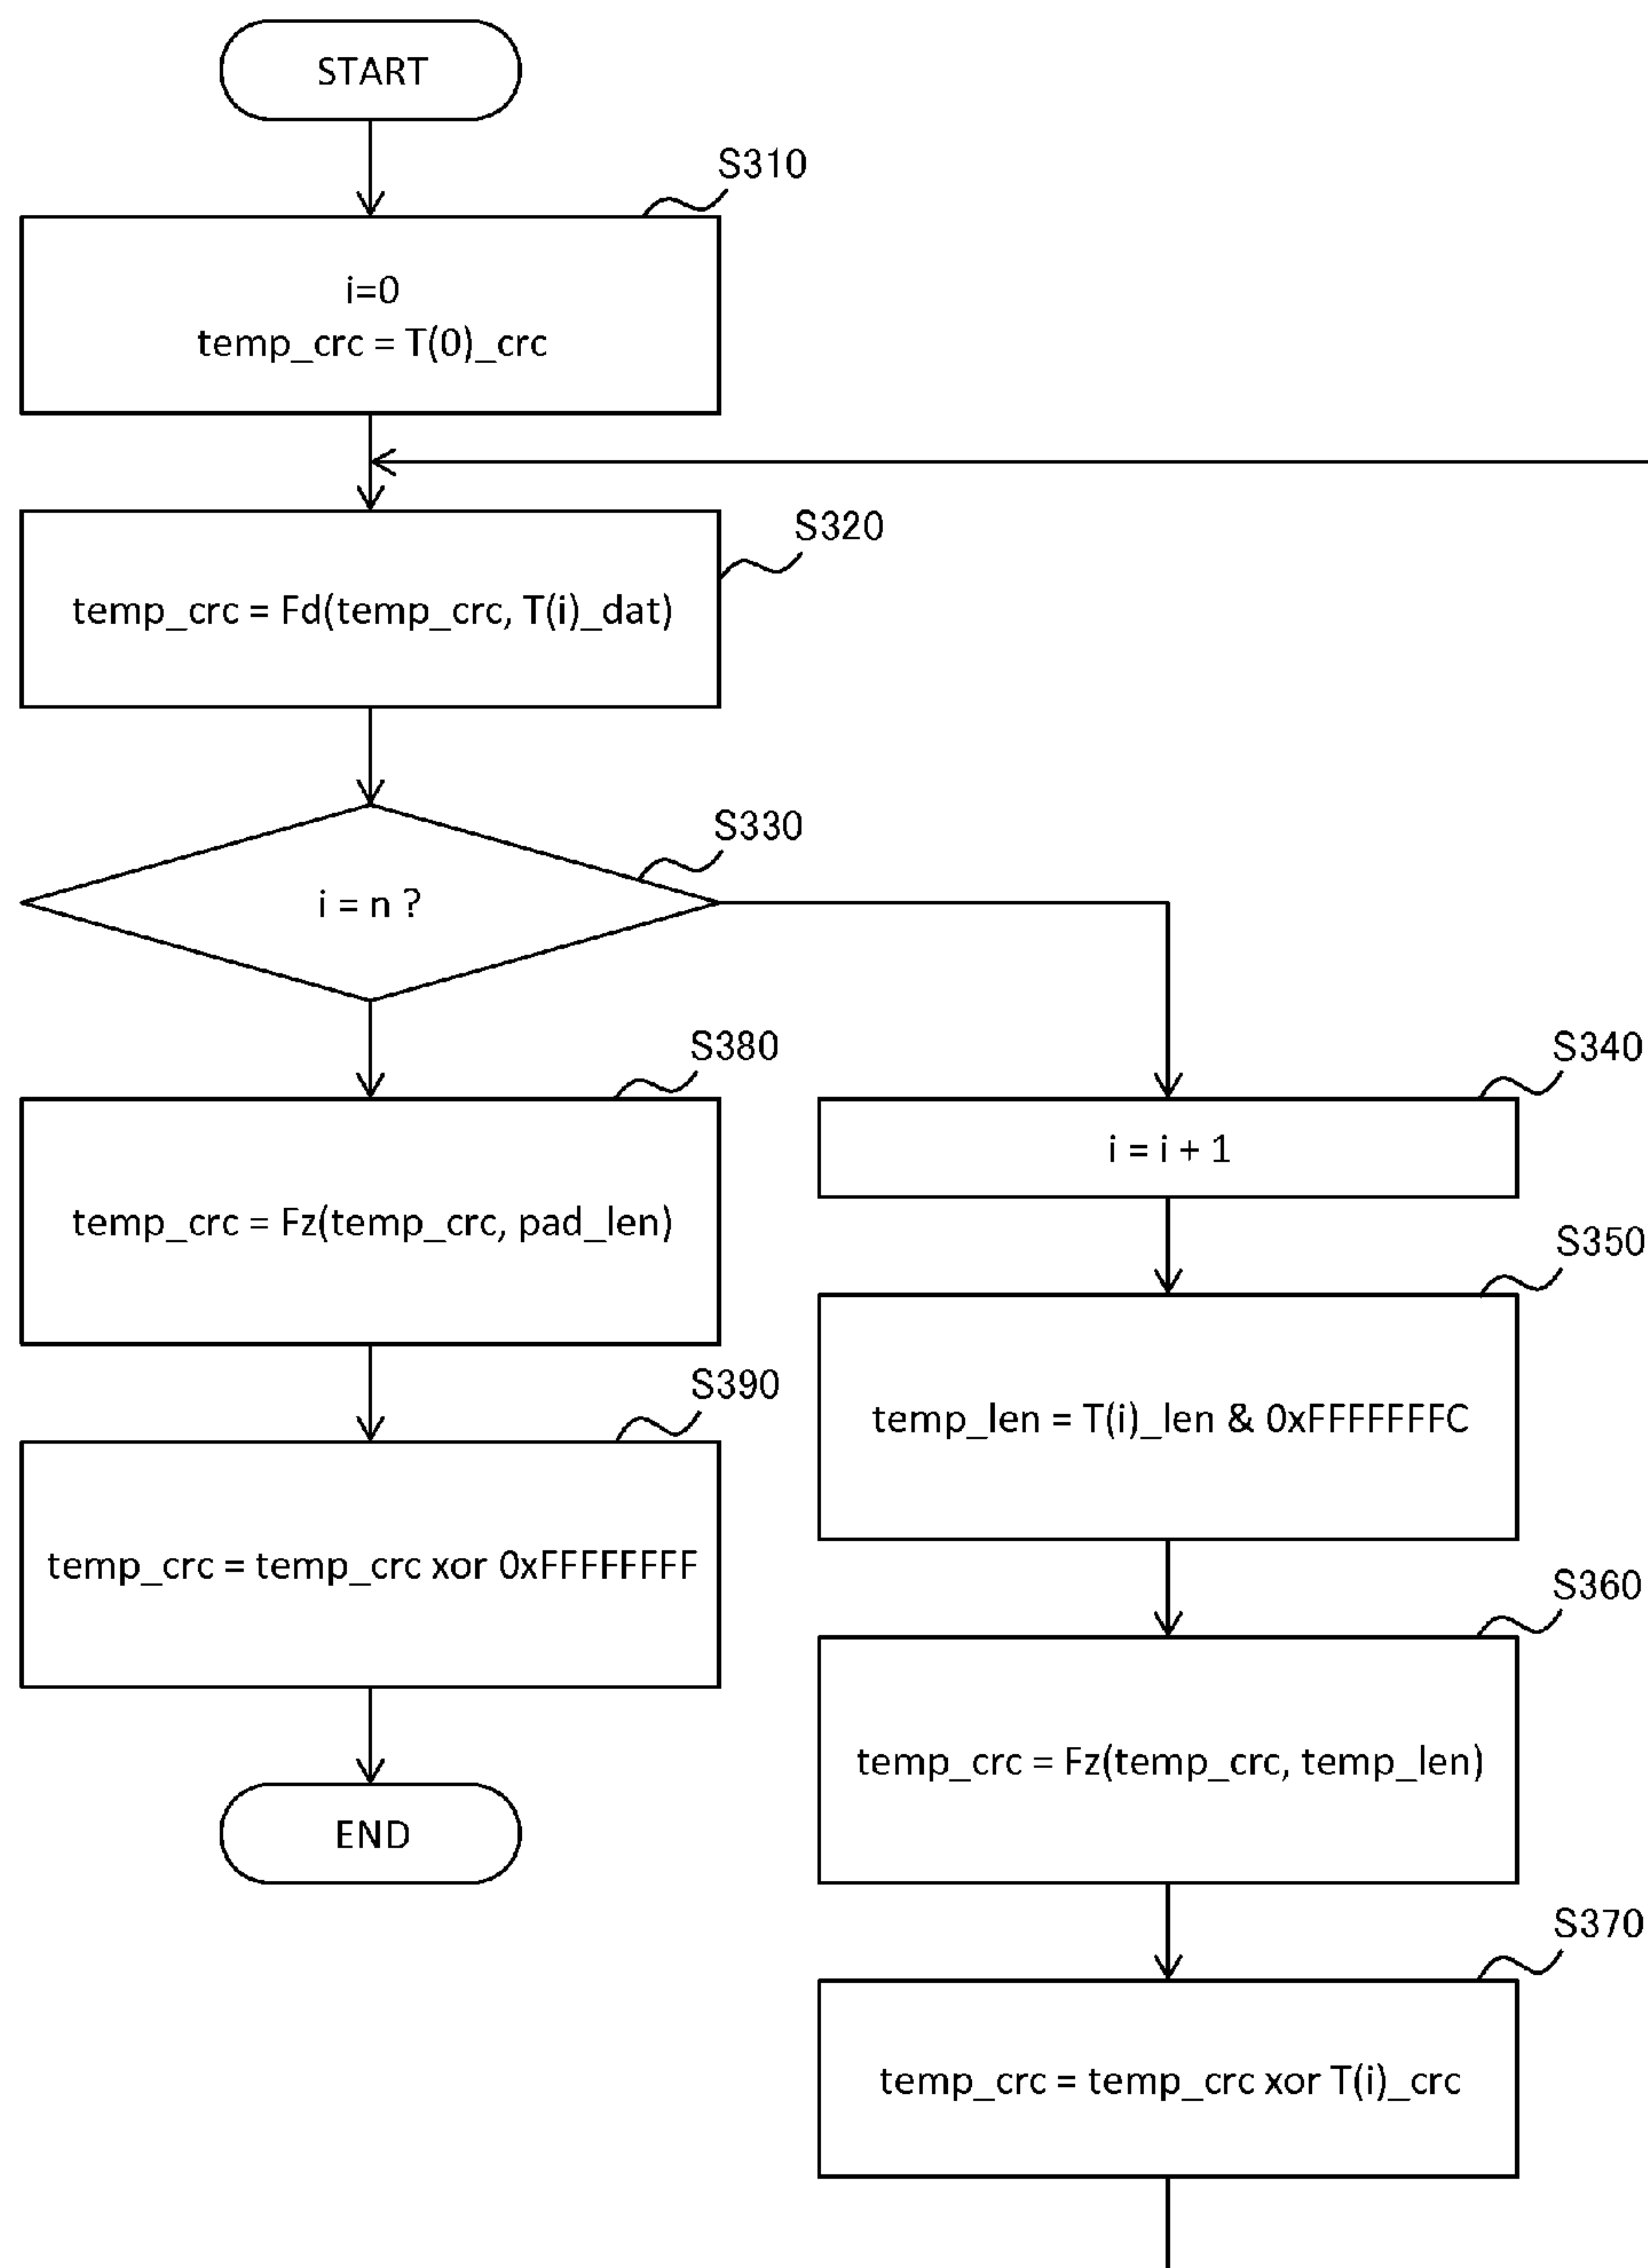 START
S310
i=0
temp_crc = T(0)_crc
S320
temp_crc = Fd(temp_crc, T(i)_dat)
S330
i = n ?
S380
temp_crc = Fz(temp_crc, pad_len)
S390
temp_crc = temp_crc xor 0xFFFFFFFF
END
S340
i = i + 1
S350
temp_len = T(i)_len & 0xFFFFFFFC
S360
temp_crc = Fz(temp_crc, temp_len)
S370
temp_crc = temp_crc xor T(i)_crc